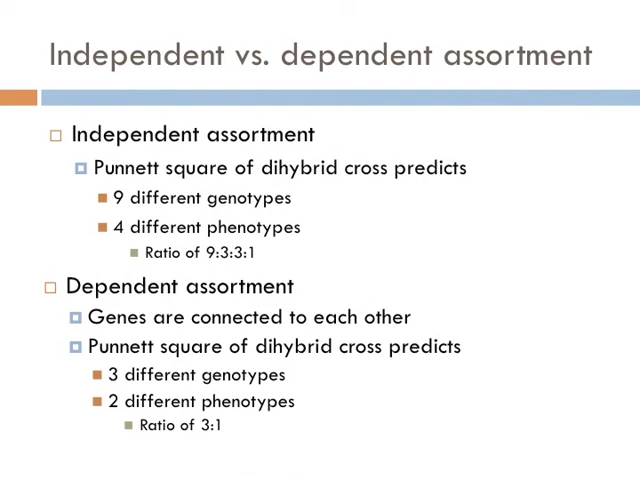 Independent vs. dependent assortment
Independent assortment
Punnett square of dihybrid cross predicts
9 different genotypes
4 different phenotypes
Ratio of 9:3:3:1
Dependent assortment
Genes are connected to each other
Punnett square of dihybrid cross predicts
3 different genotypes
2 different phenotypes
Ratio of 3:1